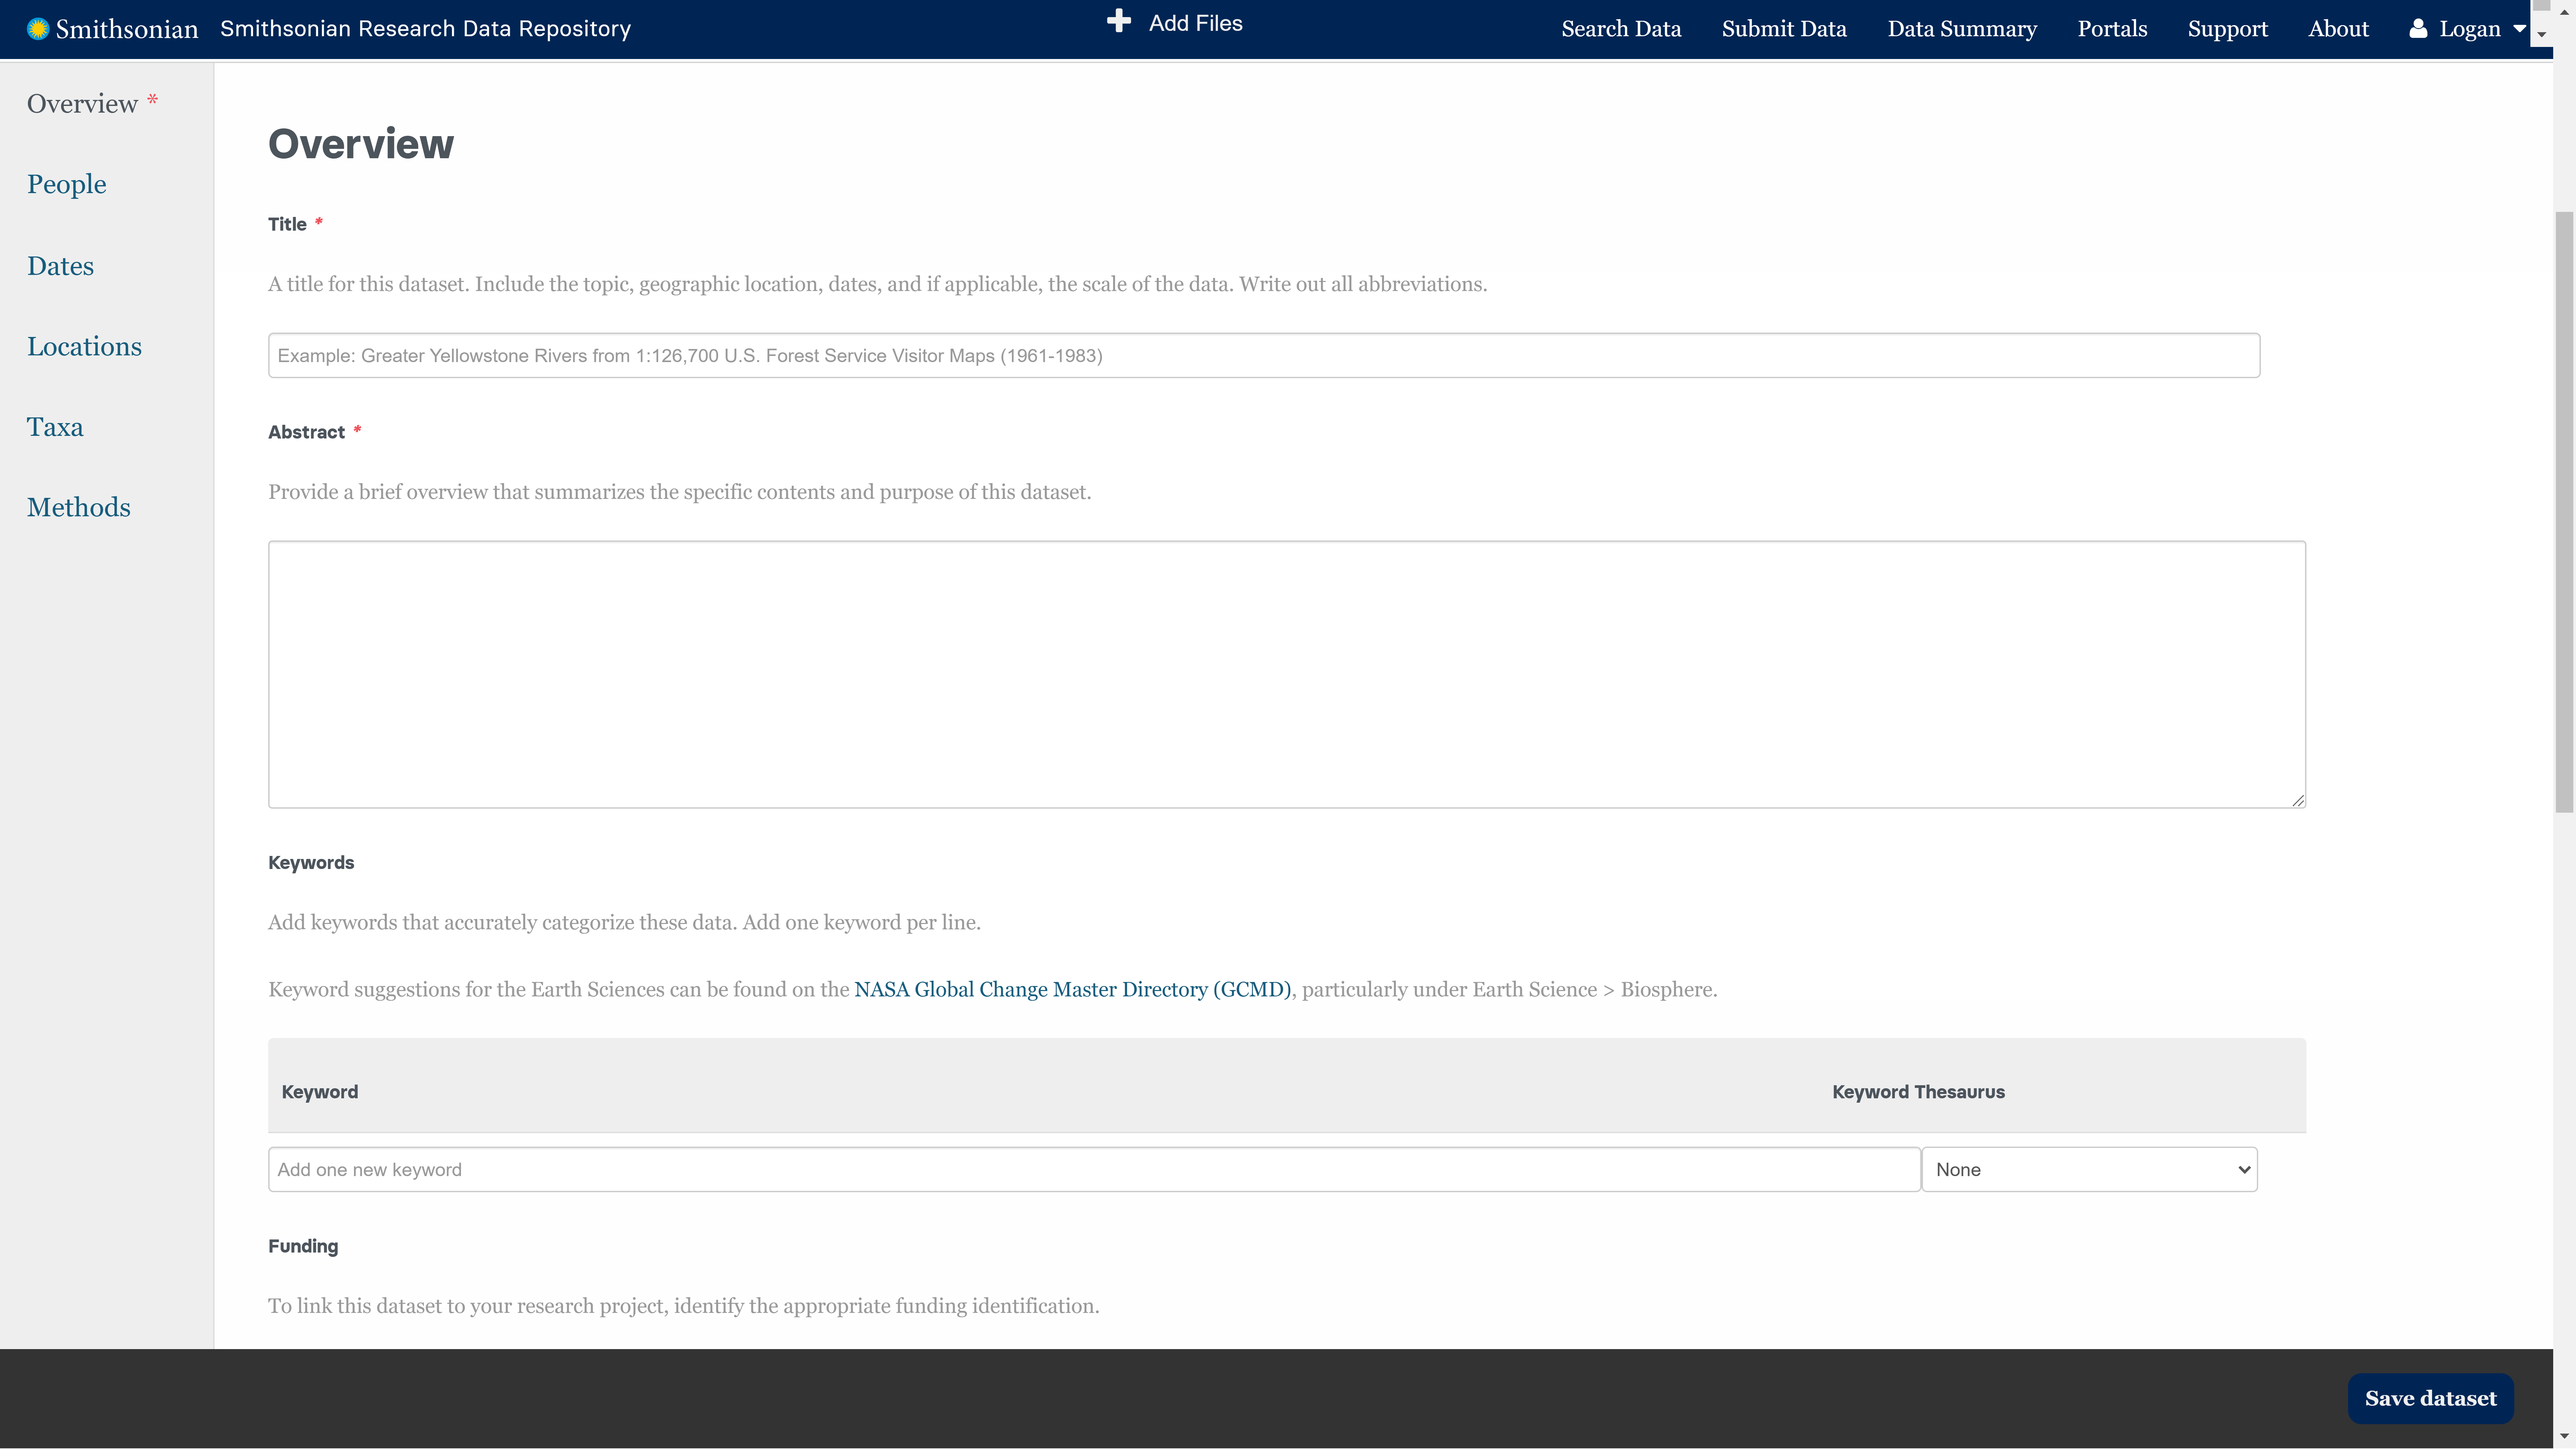 Smithsonian Smithsonian Research Data Repository Add Files Search Data Submit Data Data Summary Portals Support About Logan
Overview *
People
Dates
Locations
Taxa
Methods
Overview
Title *
A title for this dataset. Include the topic, geographic location, dates, and if applicable, the scale of the data. Write out all abbreviations.
Example: Greater Yellowstone Rivers from 1:126,700 U.S. Forest Service Visitor Maps (1961-1983)
Abstract *
Provide a brief overview that summarizes the specific contents and purpose of this dataset.
Keywords
Add keywords that accurately categorize these data. Add one keyword per line.
Keyword suggestions for the Earth Sciences can be found on the NASA Global Change Master Directory (GCMD), particularly under Earth Science > Biosphere.
Keyword Keyword Thesaurus
Add one new keyword None
Funding
To link this dataset to your research project, identify the appropriate funding identification.
Save dataset